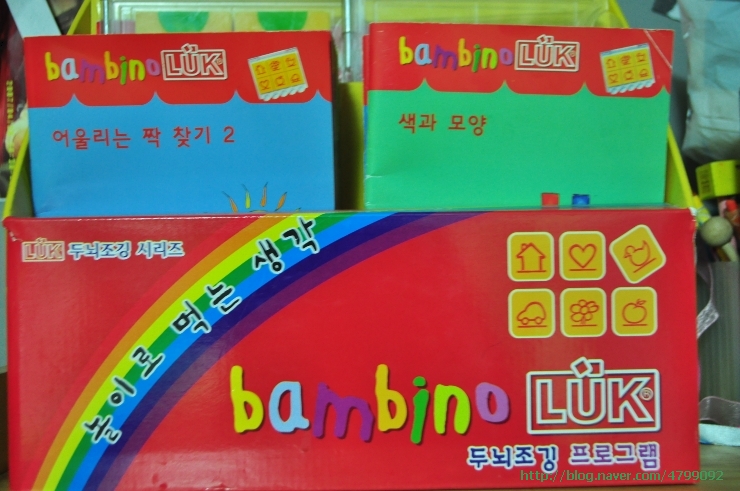 bambino LÜK
어울리는 짝 찾기 2
bambino LÜK
색과 모양
LÜK 두뇌조깅 시리즈
놀이로 먹는 생각
bambino LÜK®
두뇌조깅 프로그램
http://blog.naver.com/4799092